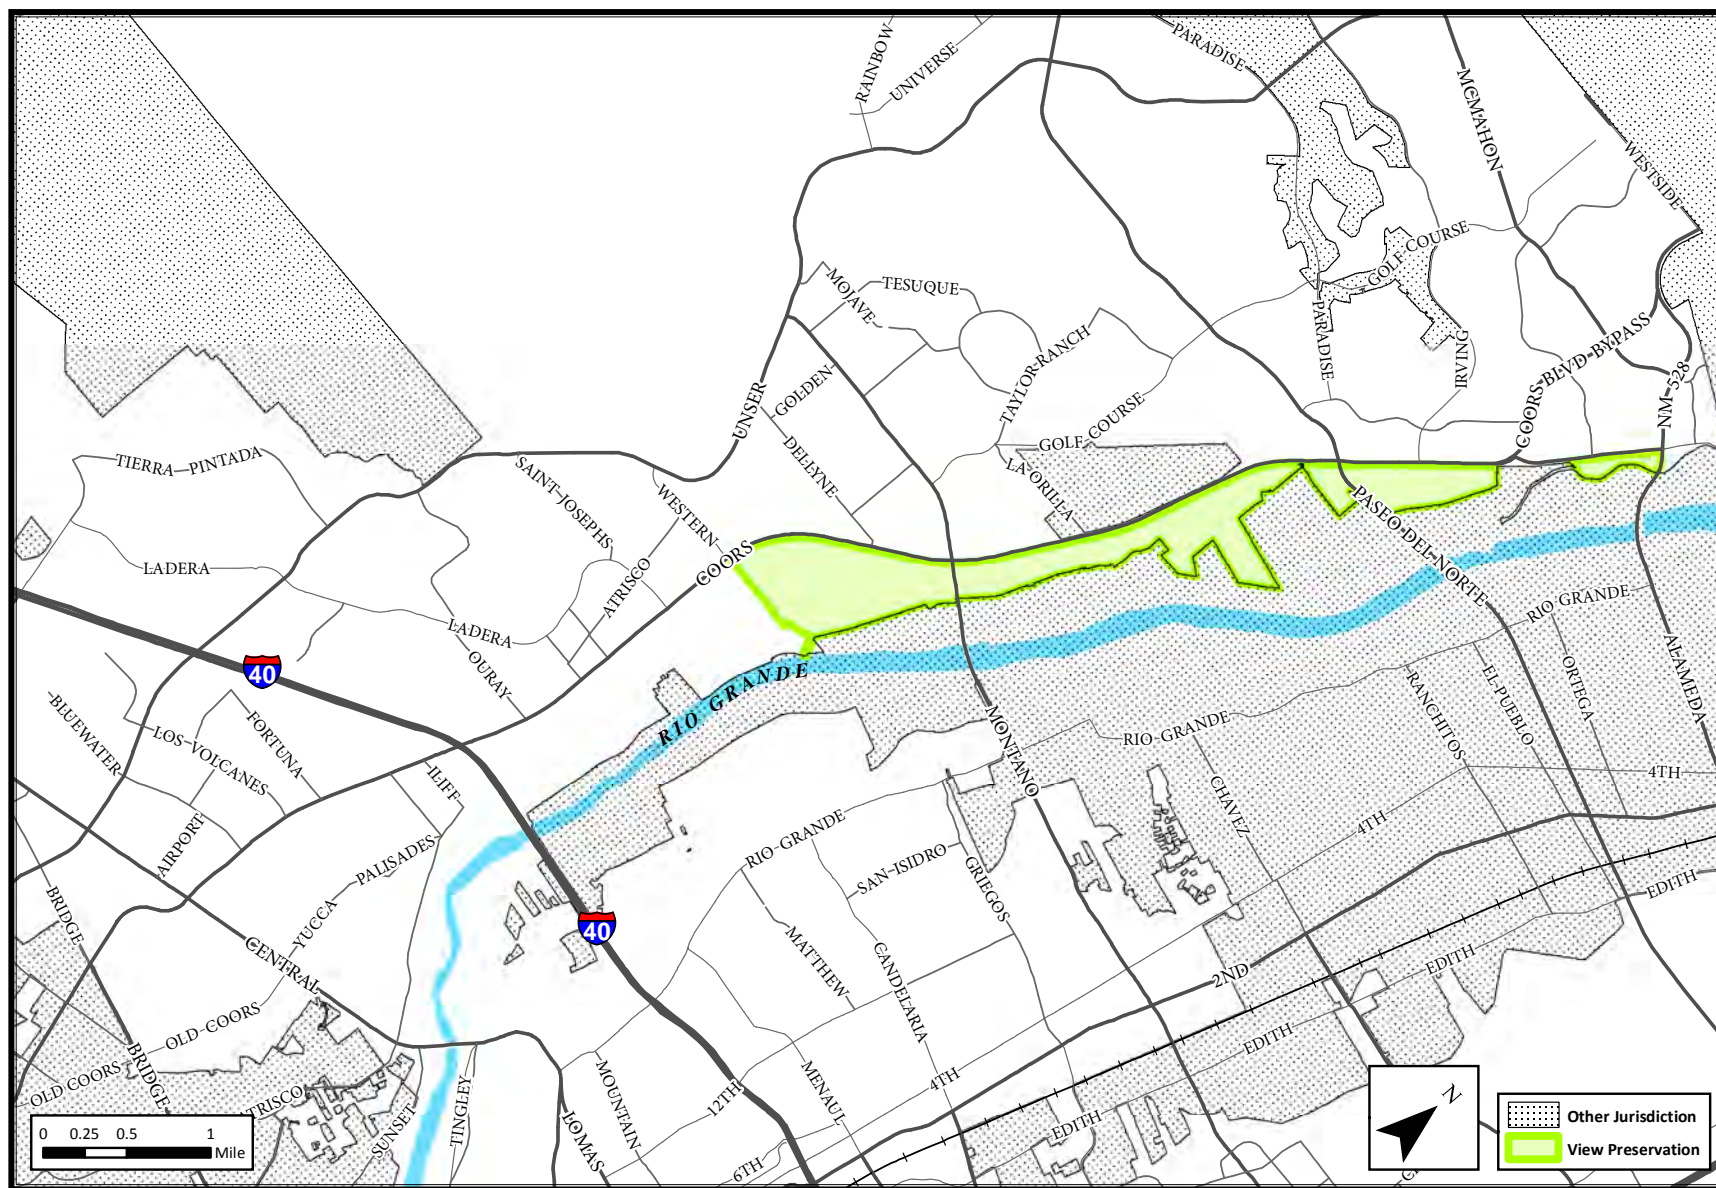 RAINBOW
UNIVERSE
PARADISE
MCMAHON
WESTSIDE
GOLF COURSE
MOJAVE
TESUQUE
PARADISE
IRVING
COORS BLVD BYPASS
NM 528
TAYLOR RANCH
GOLDEN
UNSER
GOLF COURSE
DELLYNE
LA ORILLA
TIERRA PINTADA
SAINT JOSEPHS
WESTERN
COORS
PASEO DEL NORTE
LADERA
ATRISCO
LADERA
OURAY
RIO GRANDE
ALAMEDA
40
RIO GRANDE
ORTEGA
EL PUEBLO
RANCHITOS
BLUEWATER
FORTUNA
LOS VOLCANES
MONTANO
RIO GRANDE
ILIFF
CHAVEZ
4TH
4TH
AIRPORT
PALISADES
RIO GRANDE
SAN ISIDRO
GRIEGOS
EDITH
BRIDGE
YUCCA
40
CENTRAL
MATTHEW
CANDELARIA
2ND
EDITH
OLD COORS
EDITH
OLD COORS
BRIDGE
ATRISCO
SUNSET
TINGLEY
LOMAS
MOUNTAIN
12TH
MENAUL
4TH
EDITH
6TH
0 0.25 0.5 1
Mile
N
Other Jurisdiction
View Preservation